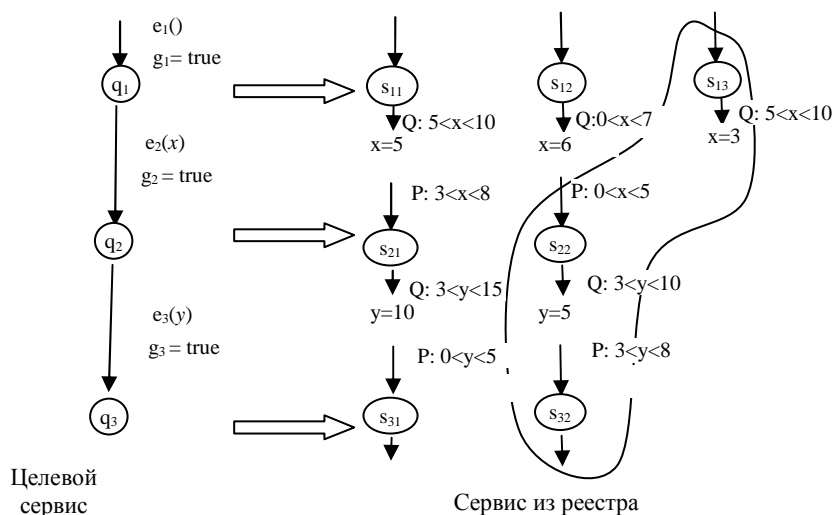 e₁()
g₁= true
q₁
s₁₁
s₁₂
s₁₃
Q: 5<x<10
x=5
Q:0<x<7
x=6
Q: 5<x<10
x=3
e₂(x)
g₂ = true
P: 3<x<8
P: 0<x<5
q₂
s₂₁
s₂₂
Q: 3<y<15
y=10
Q: 3<y<10
y=5
e₃(y)
g₃ = true
P: 0<y<5
P: 3<y<8
q₃
s₃₁
s₃₂
Целевой
сервис
Сервис из реестра